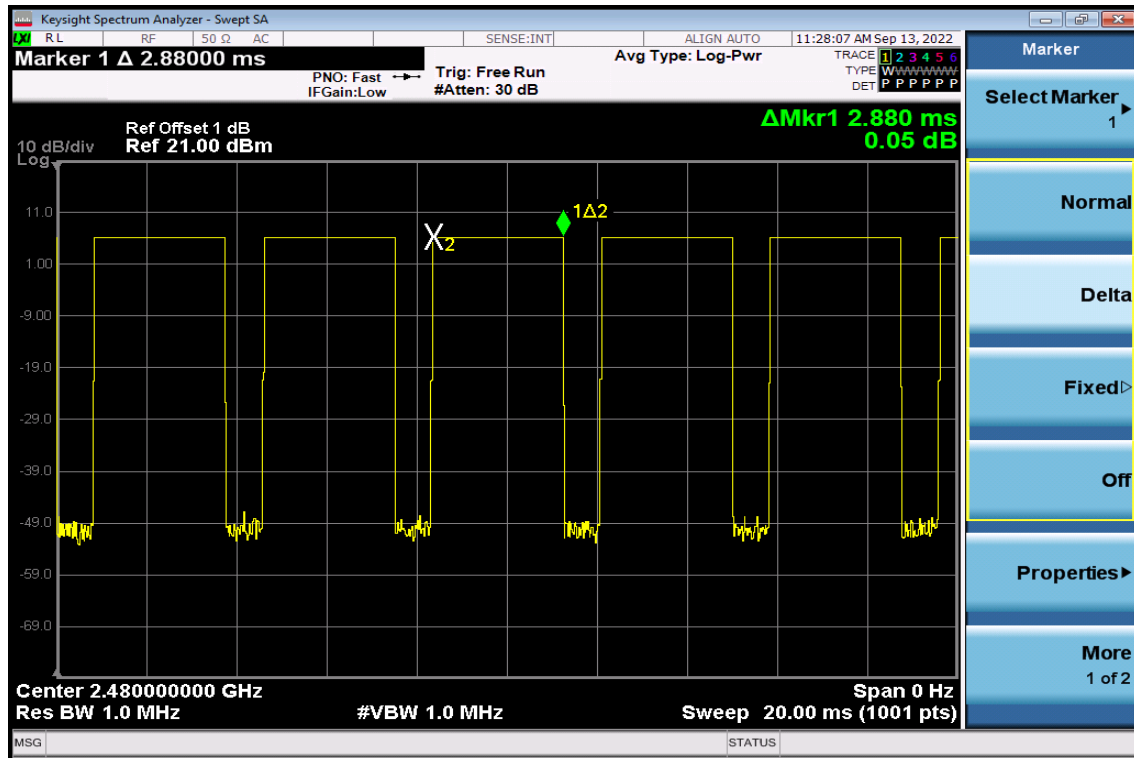 Keysight Spectrum Analyzer - Swept SA
LXI RL RF 50 Ω AC SENSE:INT ALIGN AUTO 11:28:07 AM Sep 13, 2022
Marker 1 Δ 2.88000 ms
PNO: Fast
IFGain:Low
Trig: Free Run
#Atten: 30 dB
Avg Type: Log-Pwr
TRACE 1 2 3 4 5 6
TYPE WWWWWW
DET P P P P P P
ΔMkr1 2.880 ms
0.05 dB
Ref Offset 1 dB
10 dB/div Ref 21.00 dBm
Log
11.0
1.00
-9.00
-19.0
-29.0
-39.0
-49.0
-59.0
-69.0
1Δ2
X2
Center 2.480000000 GHz
Span 0 Hz
Res BW 1.0 MHz
#VBW 1.0 MHz
Sweep 20.00 ms (1001 pts)
MSG
STATUS
Marker
Select Marker
1
Normal
Delta
Fixed
Off
Properties
More
1 of 2